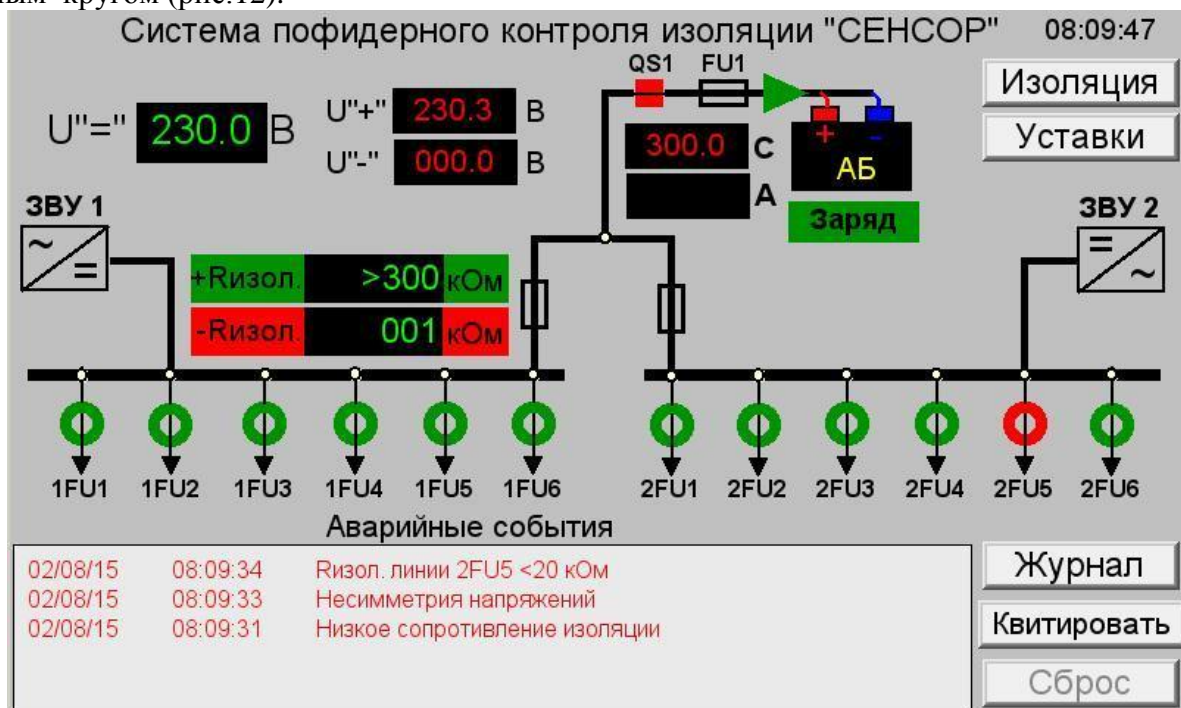 кругом (рис.12).
Система пофидерного контроля изоляции "СЕНСОР" 08:09:47
QS1 FU1
Изоляция
U"=" 230.0 В
U"+" 230.3 В
U"-" 000.0 В
300.0 С
А
+ -
АБ
Заряд
Уставки
ЗВУ 1
~ =
ЗВУ 2
= ~
+Rизол. >300 кОм
-Rизол. 001 кОм
1FU1 1FU2 1FU3 1FU4 1FU5 1FU6 2FU1 2FU2 2FU3 2FU4 2FU5 2FU6
Аварийные события
02/08/15 08:09:34 Rизол. линии 2FU5 <20 кОм
02/08/15 08:09:33 Несимметрия напряжений
02/08/15 08:09:31 Низкое сопротивление изоляции
Журнал
Квитировать
Сброс